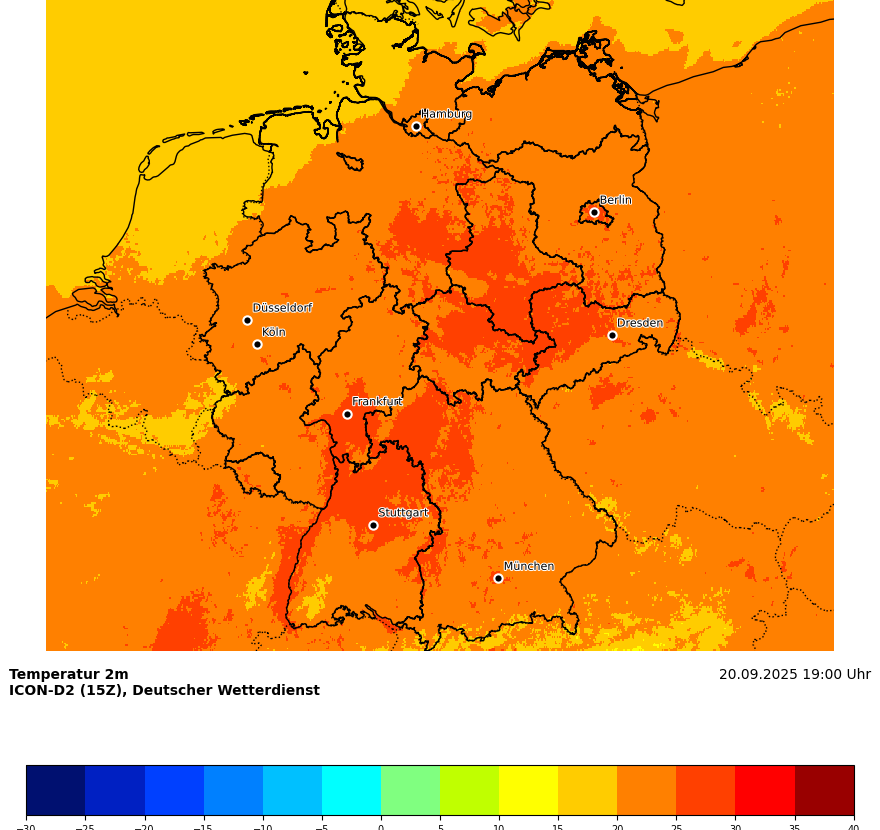 Hamburg
Berlin
Düsseldorf
Köln
Dresden
Frankfurt
Stuttgart
München
Temperatur 2m
20.09.2025 19:00 Uhr
ICON-D2 (15Z), Deutscher Wetterdienst
−30 −25 −20 −15 −10 −5 0 5 10 15 20 25 30 35 40